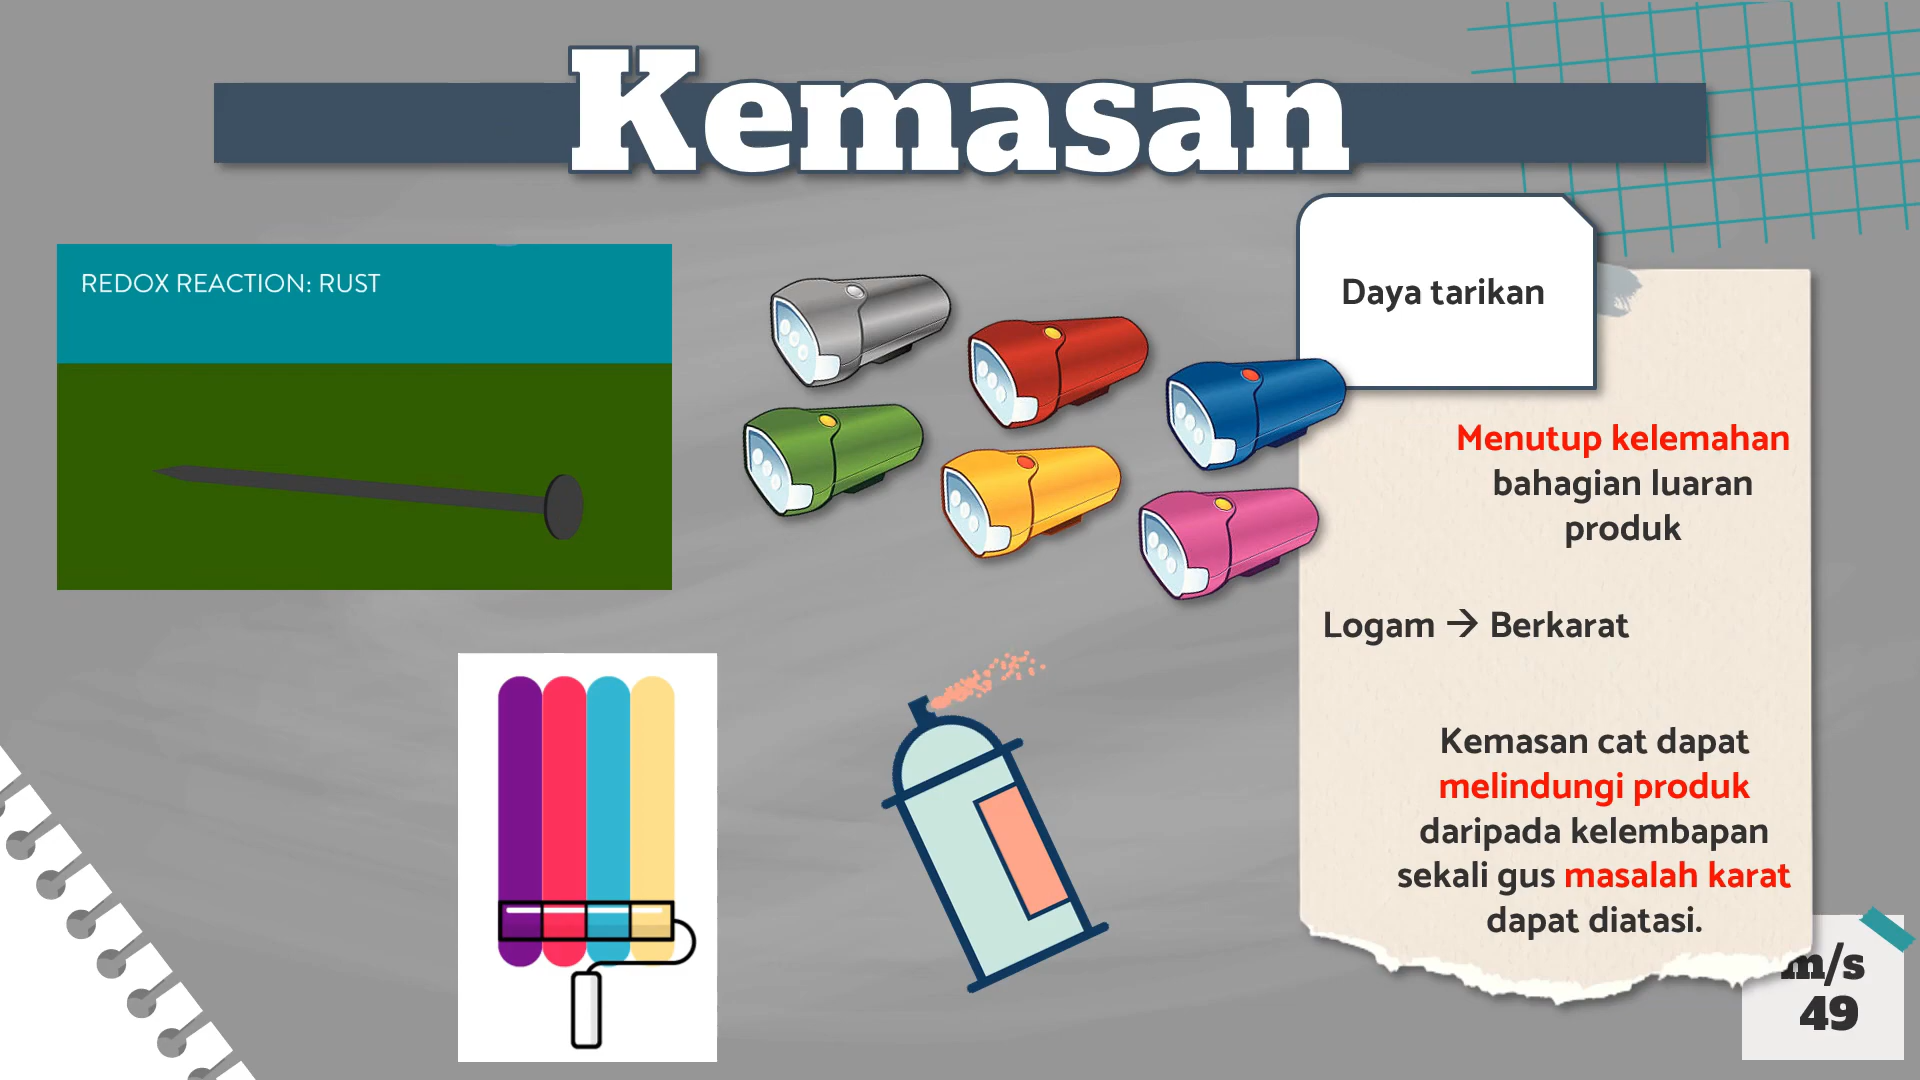 Kemasan
REDOX REACTION: RUST
Daya tarikan
Menutup kelemahan
bahagian luaran
produk
Logam → Berkarat
Kemasan cat dapat
melindungi produk
daripada kelembapan
sekali gus masalah karat
dapat diatasi.
m/s
49